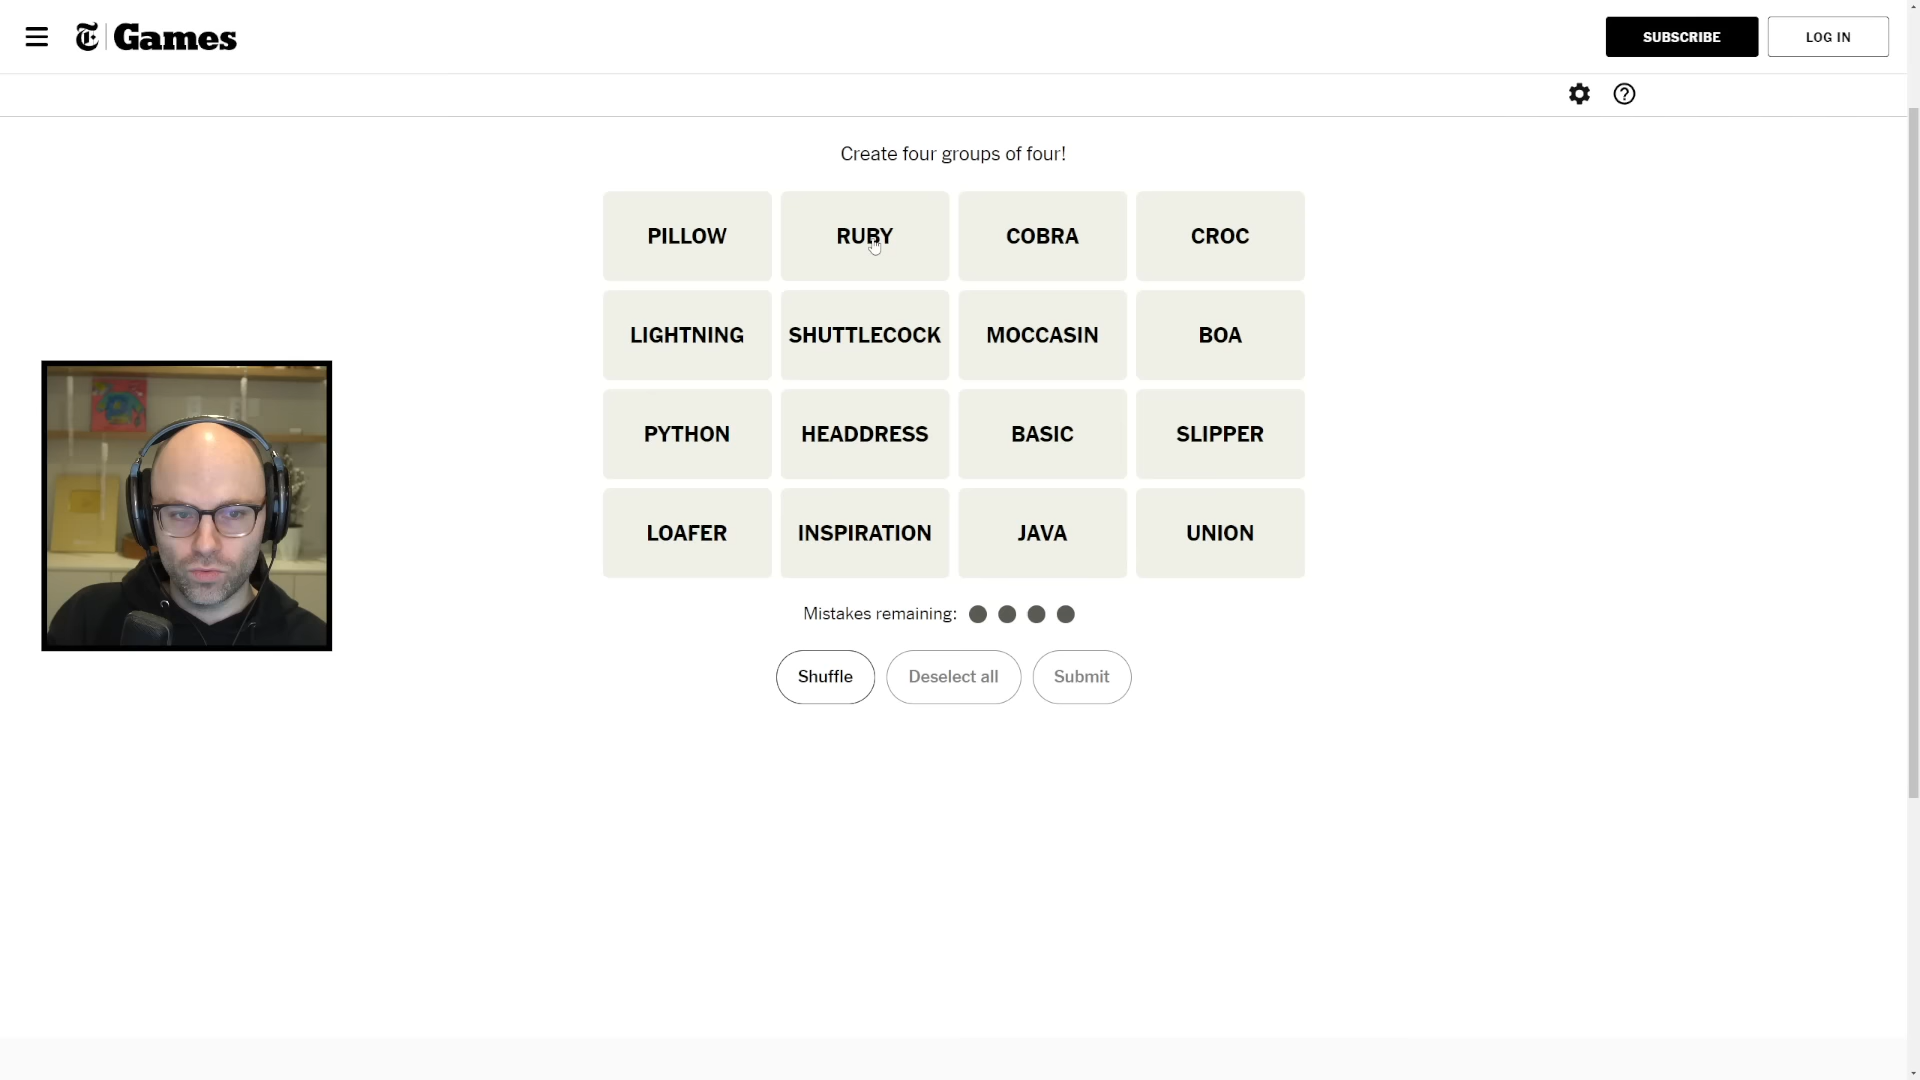 Games
SUBSCRIBE
LOG IN
Create four groups of four!
PILLOW RUBY COBRA CROC
LIGHTNING SHUTTLECOCK MOCCASIN BOA
PYTHON HEADDRESS BASIC SLIPPER
LOAFER INSPIRATION JAVA UNION
Mistakes remaining:
Shuffle Deselect all Submit